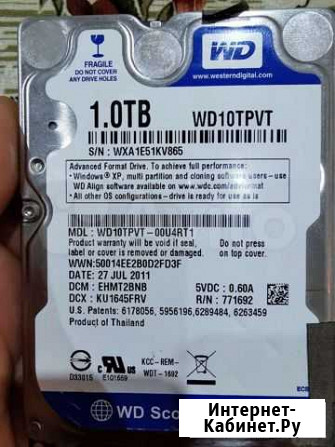 FRAGILE
DO NOT COVER
ANY DRIVE HOLES
WD
www.westerndigital.com
1.0TB WD10TPVT
S/N : WXA1E51KV865
Advanced Format Drive. To achieve full performance:
• Windows® XP, multi partition and cloning software users - use
WD Align software available on www.wdc.com/advformat
• All other OS configurations - drive is ready to use as is
MDL : WD10TPVT-00U4RT1
Product warranty will be void if seal, Do not press
label or cover is removed or damaged. on top cover.
WWN:50014EE2B0D2FD3F
DATE: 27 JUL 2011
DCM : EHMT2BNB 5VDC : 0.60A
DCX : KU1645FRV R/N : 771692
U.S. Patents: 6178056, 5956196,6289484, 6263459
Product of Thailand
D33015 E101559
KCC-REM-
WDT-1692
WD Sco
Интернет-
Кабинет.Ру